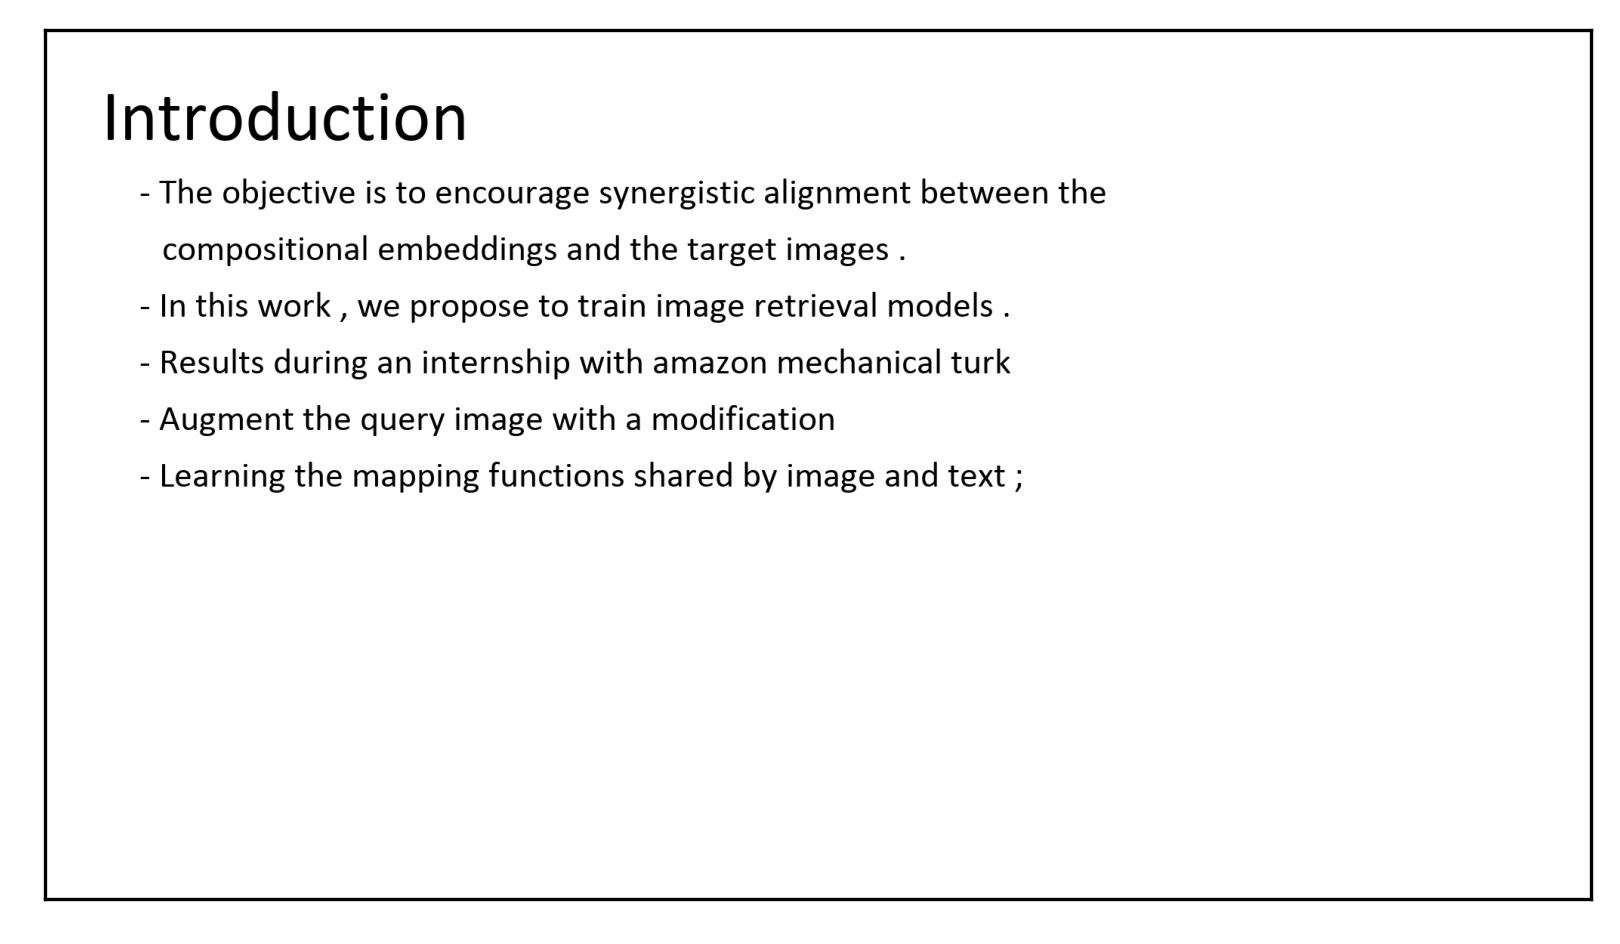 Introduction
- The objective is to encourage synergistic alignment between the
compositional embeddings and the target images .
- In this work , we propose to train image retrieval models .
- Results during an internship with amazon mechanical turk
- Augment the query image with a modification
- Learning the mapping functions shared by image and text ;